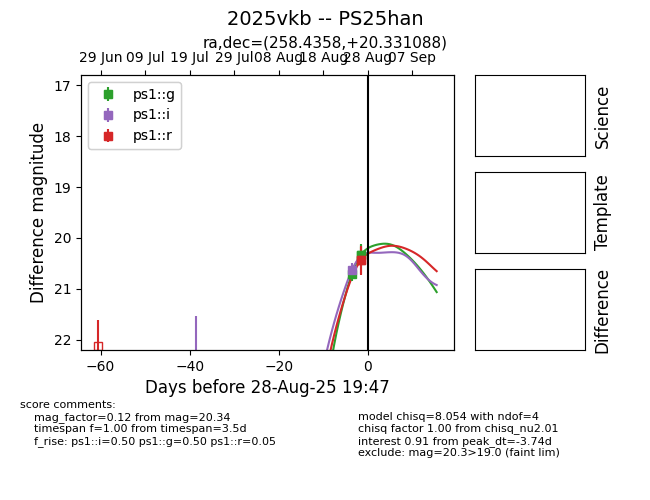 2025vkb -- PS25han
ra,dec=(258.4358,+20.331088)
29 Jun 09 Jul 19 Jul 29 Jul 08 Aug 18 Aug 28 Aug 07 Sep
17
18
19
20
21
22
Difference magnitude
ps1::g
ps1::i
ps1::r
−60 −40 −20 0
Days before 28-Aug-25 19:47
Science
Template
Difference
score comments:
mag_factor=0.12 from mag=20.34
timespan f=1.00 from timespan=3.5d
f_rise: ps1::i=0.50 ps1::g=0.50 ps1::r=0.05
model chisq=8.054 with ndof=4
chisq factor 1.00 from chisq_nu2.01
interest 0.91 from peak_dt=-3.74d
exclude: mag=20.3>19.0 (faint lim)